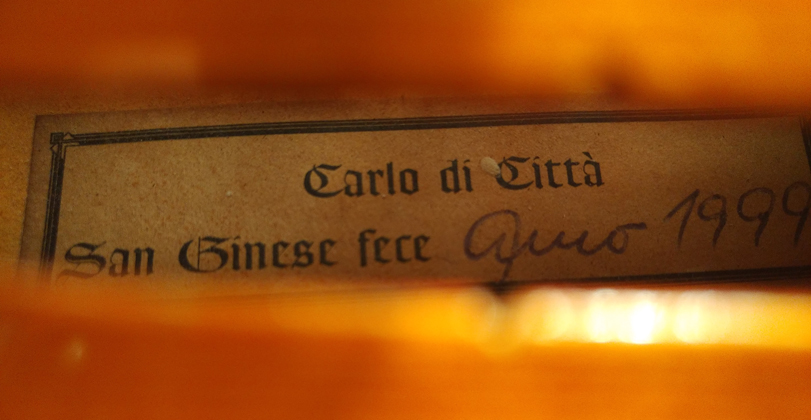 Carlo di Città
San Ginese fece Anno 1999